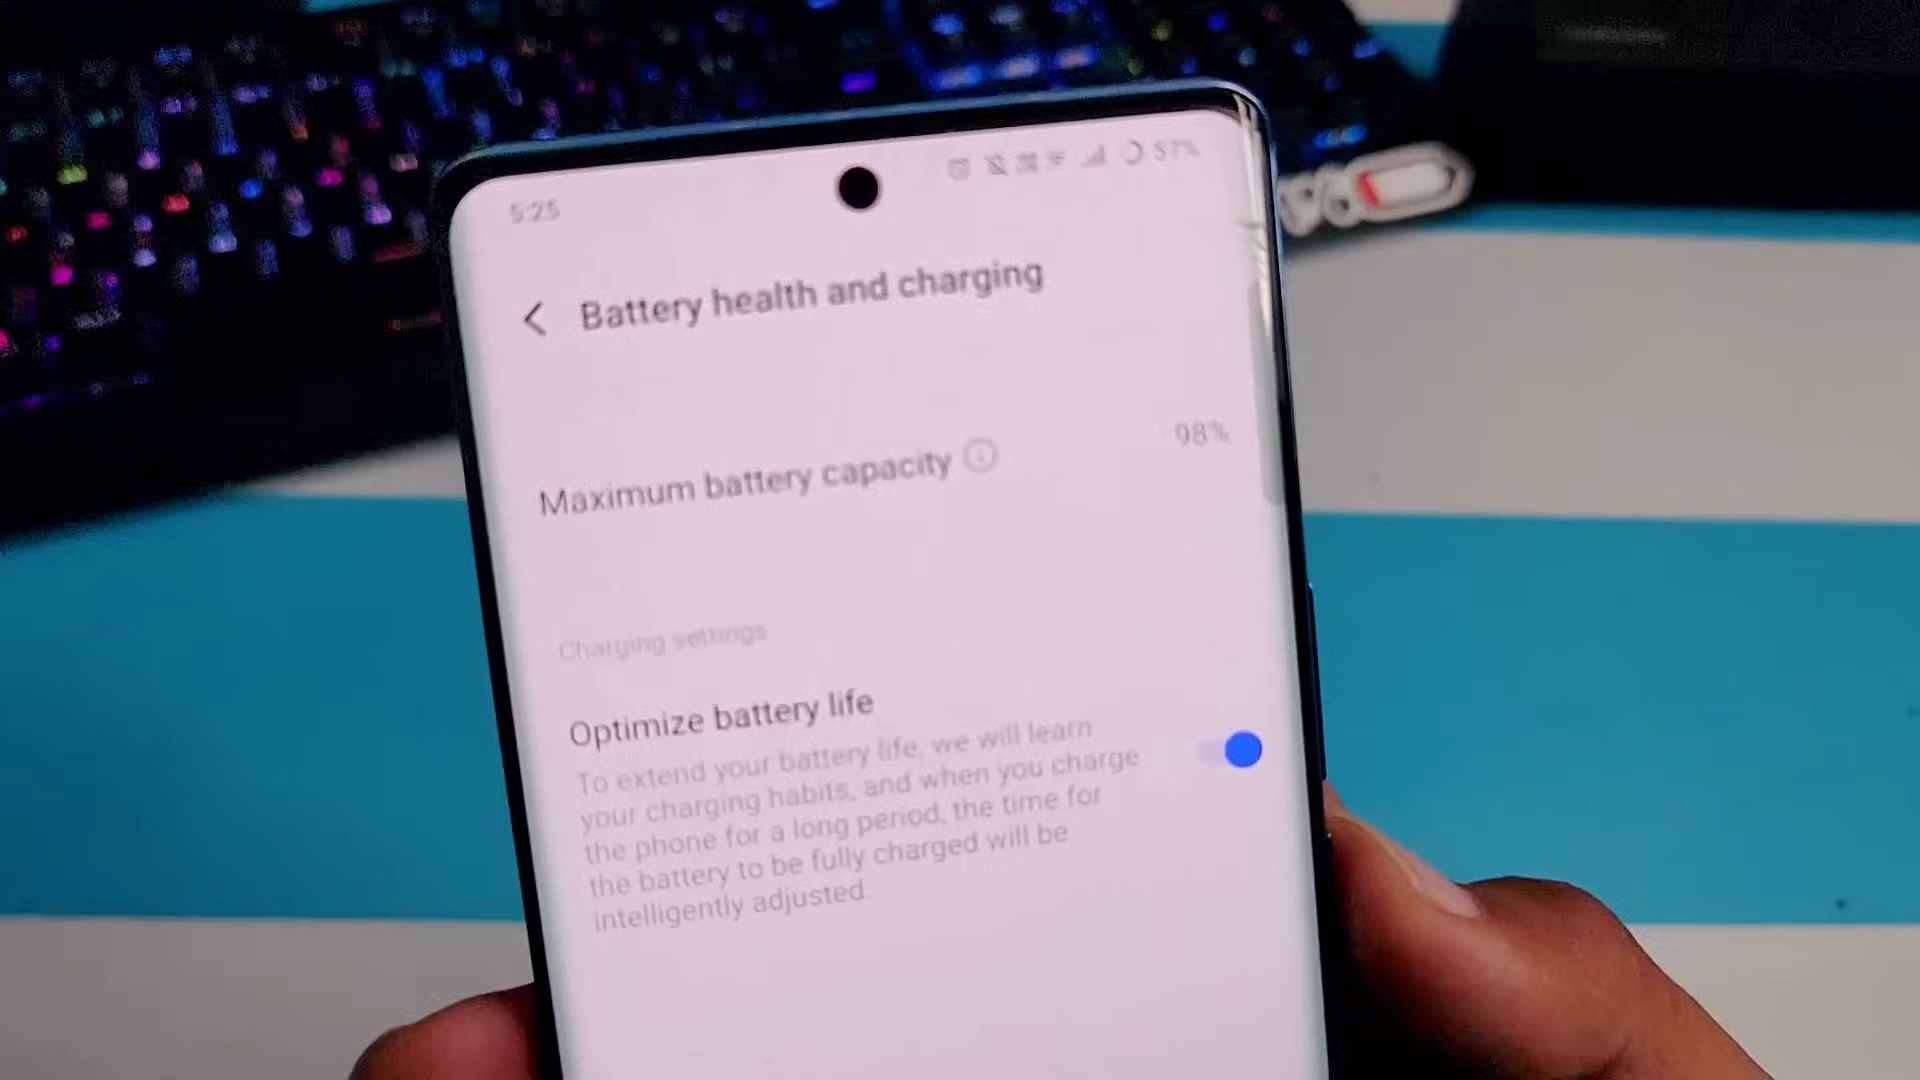 5:25
57%
Battery health and charging
98%
Maximum battery capacity
Charging settings
Optimize battery life
To extend your battery life, we will learn
your charging habits, and when you charge
the phone for a long period, the time for
the battery to be fully charged will be
intelligently adjusted.